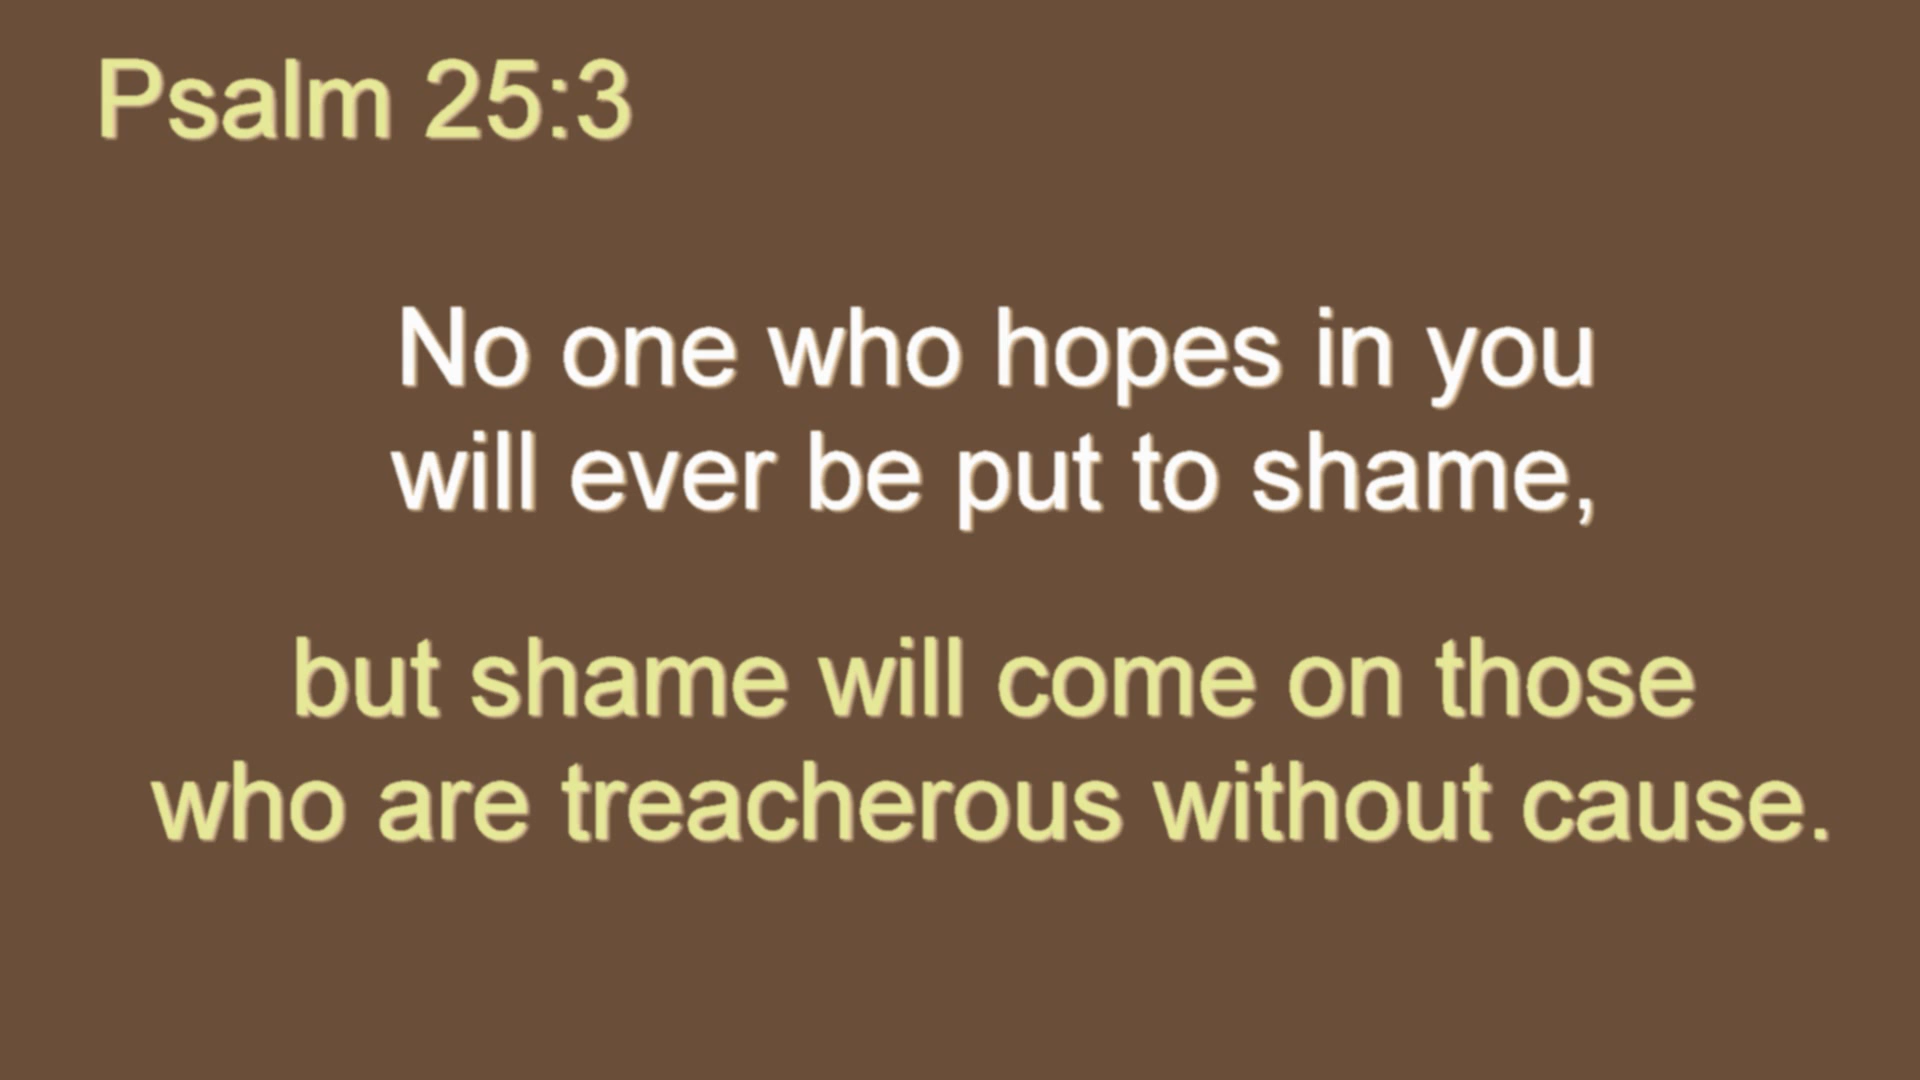 Psalm 25:3
No one who hopes in you
will ever be put to shame,
but shame will come on those
who are treacherous without cause.